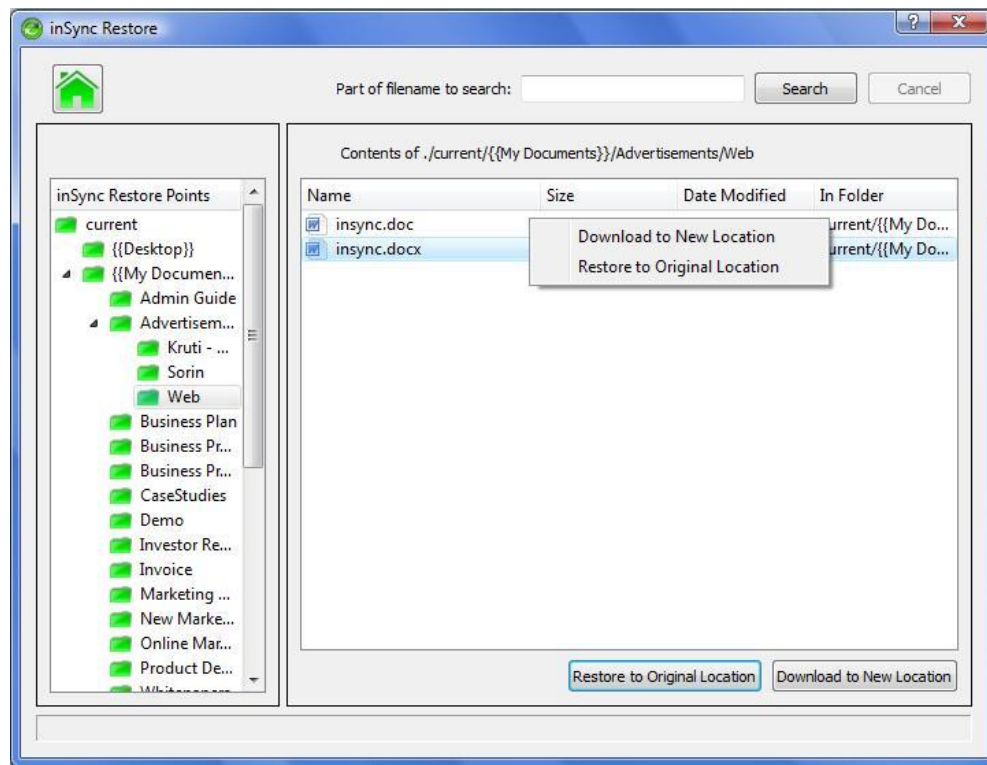 inSync Restore
?
X
Part of filename to search:
Search
Cancel
Contents of ./current/{{My Documents}}/Advertisements/Web
inSync Restore Points
current
{{Desktop}}
{{My Documen...
Admin Guide
Advertisem...
Kruti - ...
Sorin
Web
Business Plan
Business Pr...
Business Pr...
CaseStudies
Demo
Investor Re...
Invoice
Marketing ...
New Marke...
Online Mar...
Product De...
Name Size Date Modified In Folder
insync.doc urrent/{{My Do...
insync.docx urrent/{{My Do...
Download to New Location
Restore to Original Location
Restore to Original Location Download to New Location